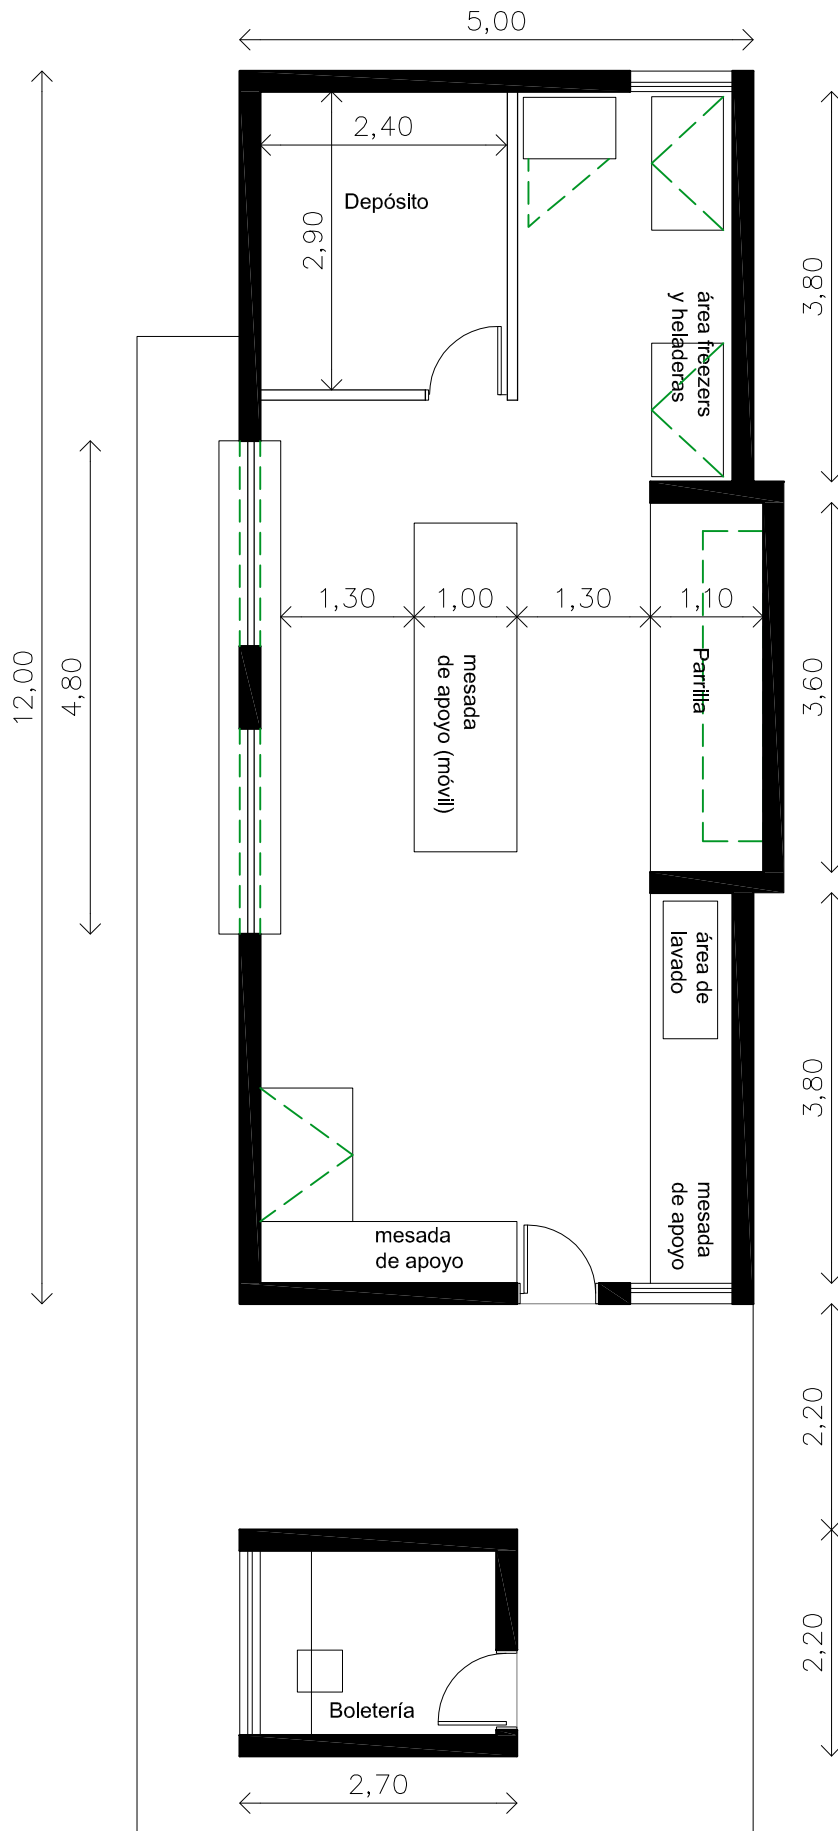 5,00
2,40
Depósito
2,90
3,80
área freezers
y heladeras
1,30
1,00
1,30
1,10
12,00
4,80
mesada
de apoyo (móvil)
Parrilla
3,60
área de
lavado
3,80
mesada
de apoyo
mesada
de apoyo
2,20
2,20
Boletería
2,70